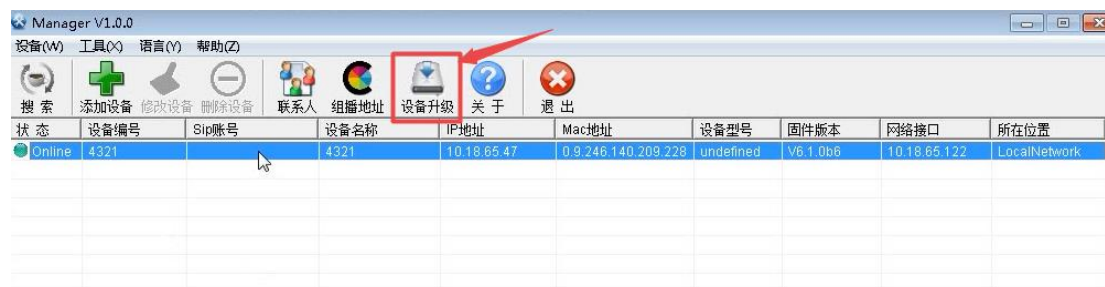 Manager V1.0.0
设备(W) 工具(X) 语言(Y) 帮助(Z)
搜 索 添加设备 修改设备 删除设备 联系人 组播地址 设备升级 关 于 退 出
状 态 设备编号 Sip账号 设备名称 IP地址 Mac地址 设备型号 固件版本 网络接口 所在位置
Online 4321 4321 10.18.65.47 0.9.246.140.209.228 undefined V6.1.0b6 10.18.65.122 LocalNetwork